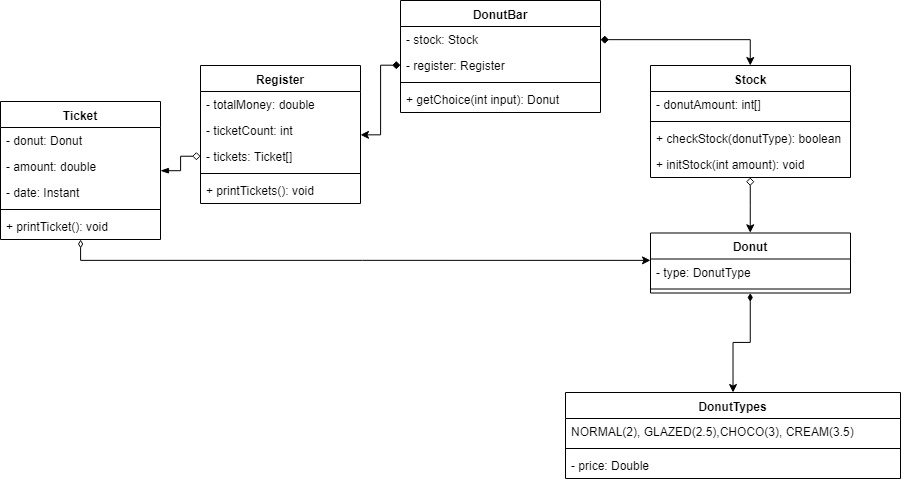 DonutBar
- stock: Stock
- register: Register
+ getChoice(int input): Donut
Register
- totalMoney: double
- ticketCount: int
- tickets: Ticket[]
+ printTickets(): void
Stock
- donutAmount: int[]
+ checkStock(donutType): boolean
+ initStock(int amount): void
Ticket
- donut: Donut
- amount: double
- date: Instant
+ printTicket(): void
Donut
- type: DonutType
DonutTypes
NORMAL(2), GLAZED(2.5),CHOCO(3), CREAM(3.5)
- price: Double